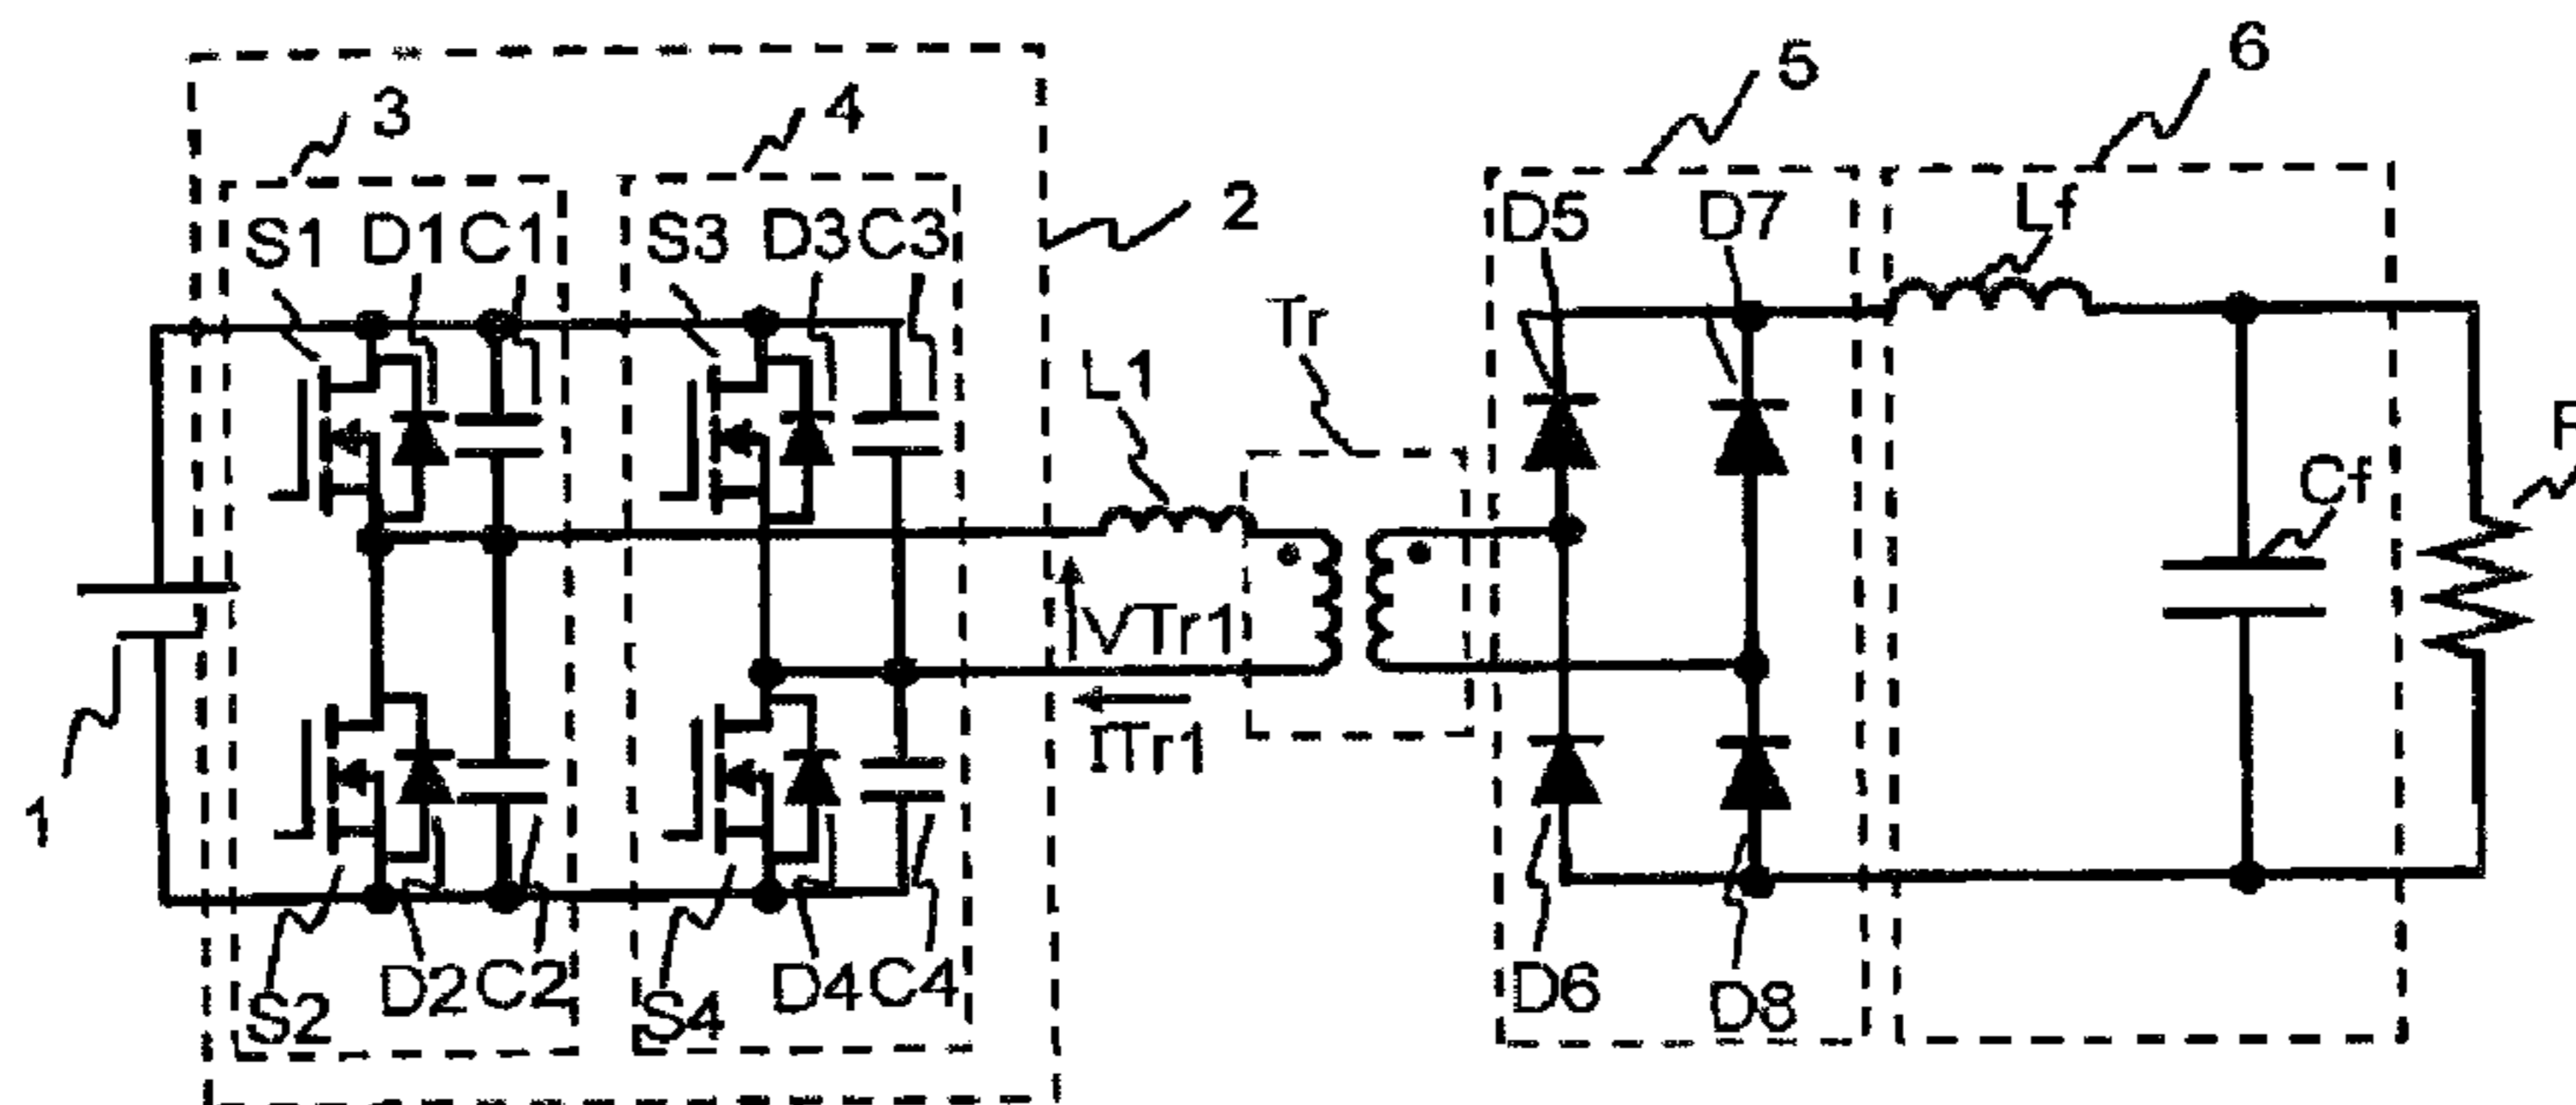 5
6
3
4
2
S1 D1 C1
S3 D3 C3
D5
D7
Lf
Tr
L1
Cf
VTr1
ITr1
1
S2 D2 C2
S4 D4 C4
D6
D8